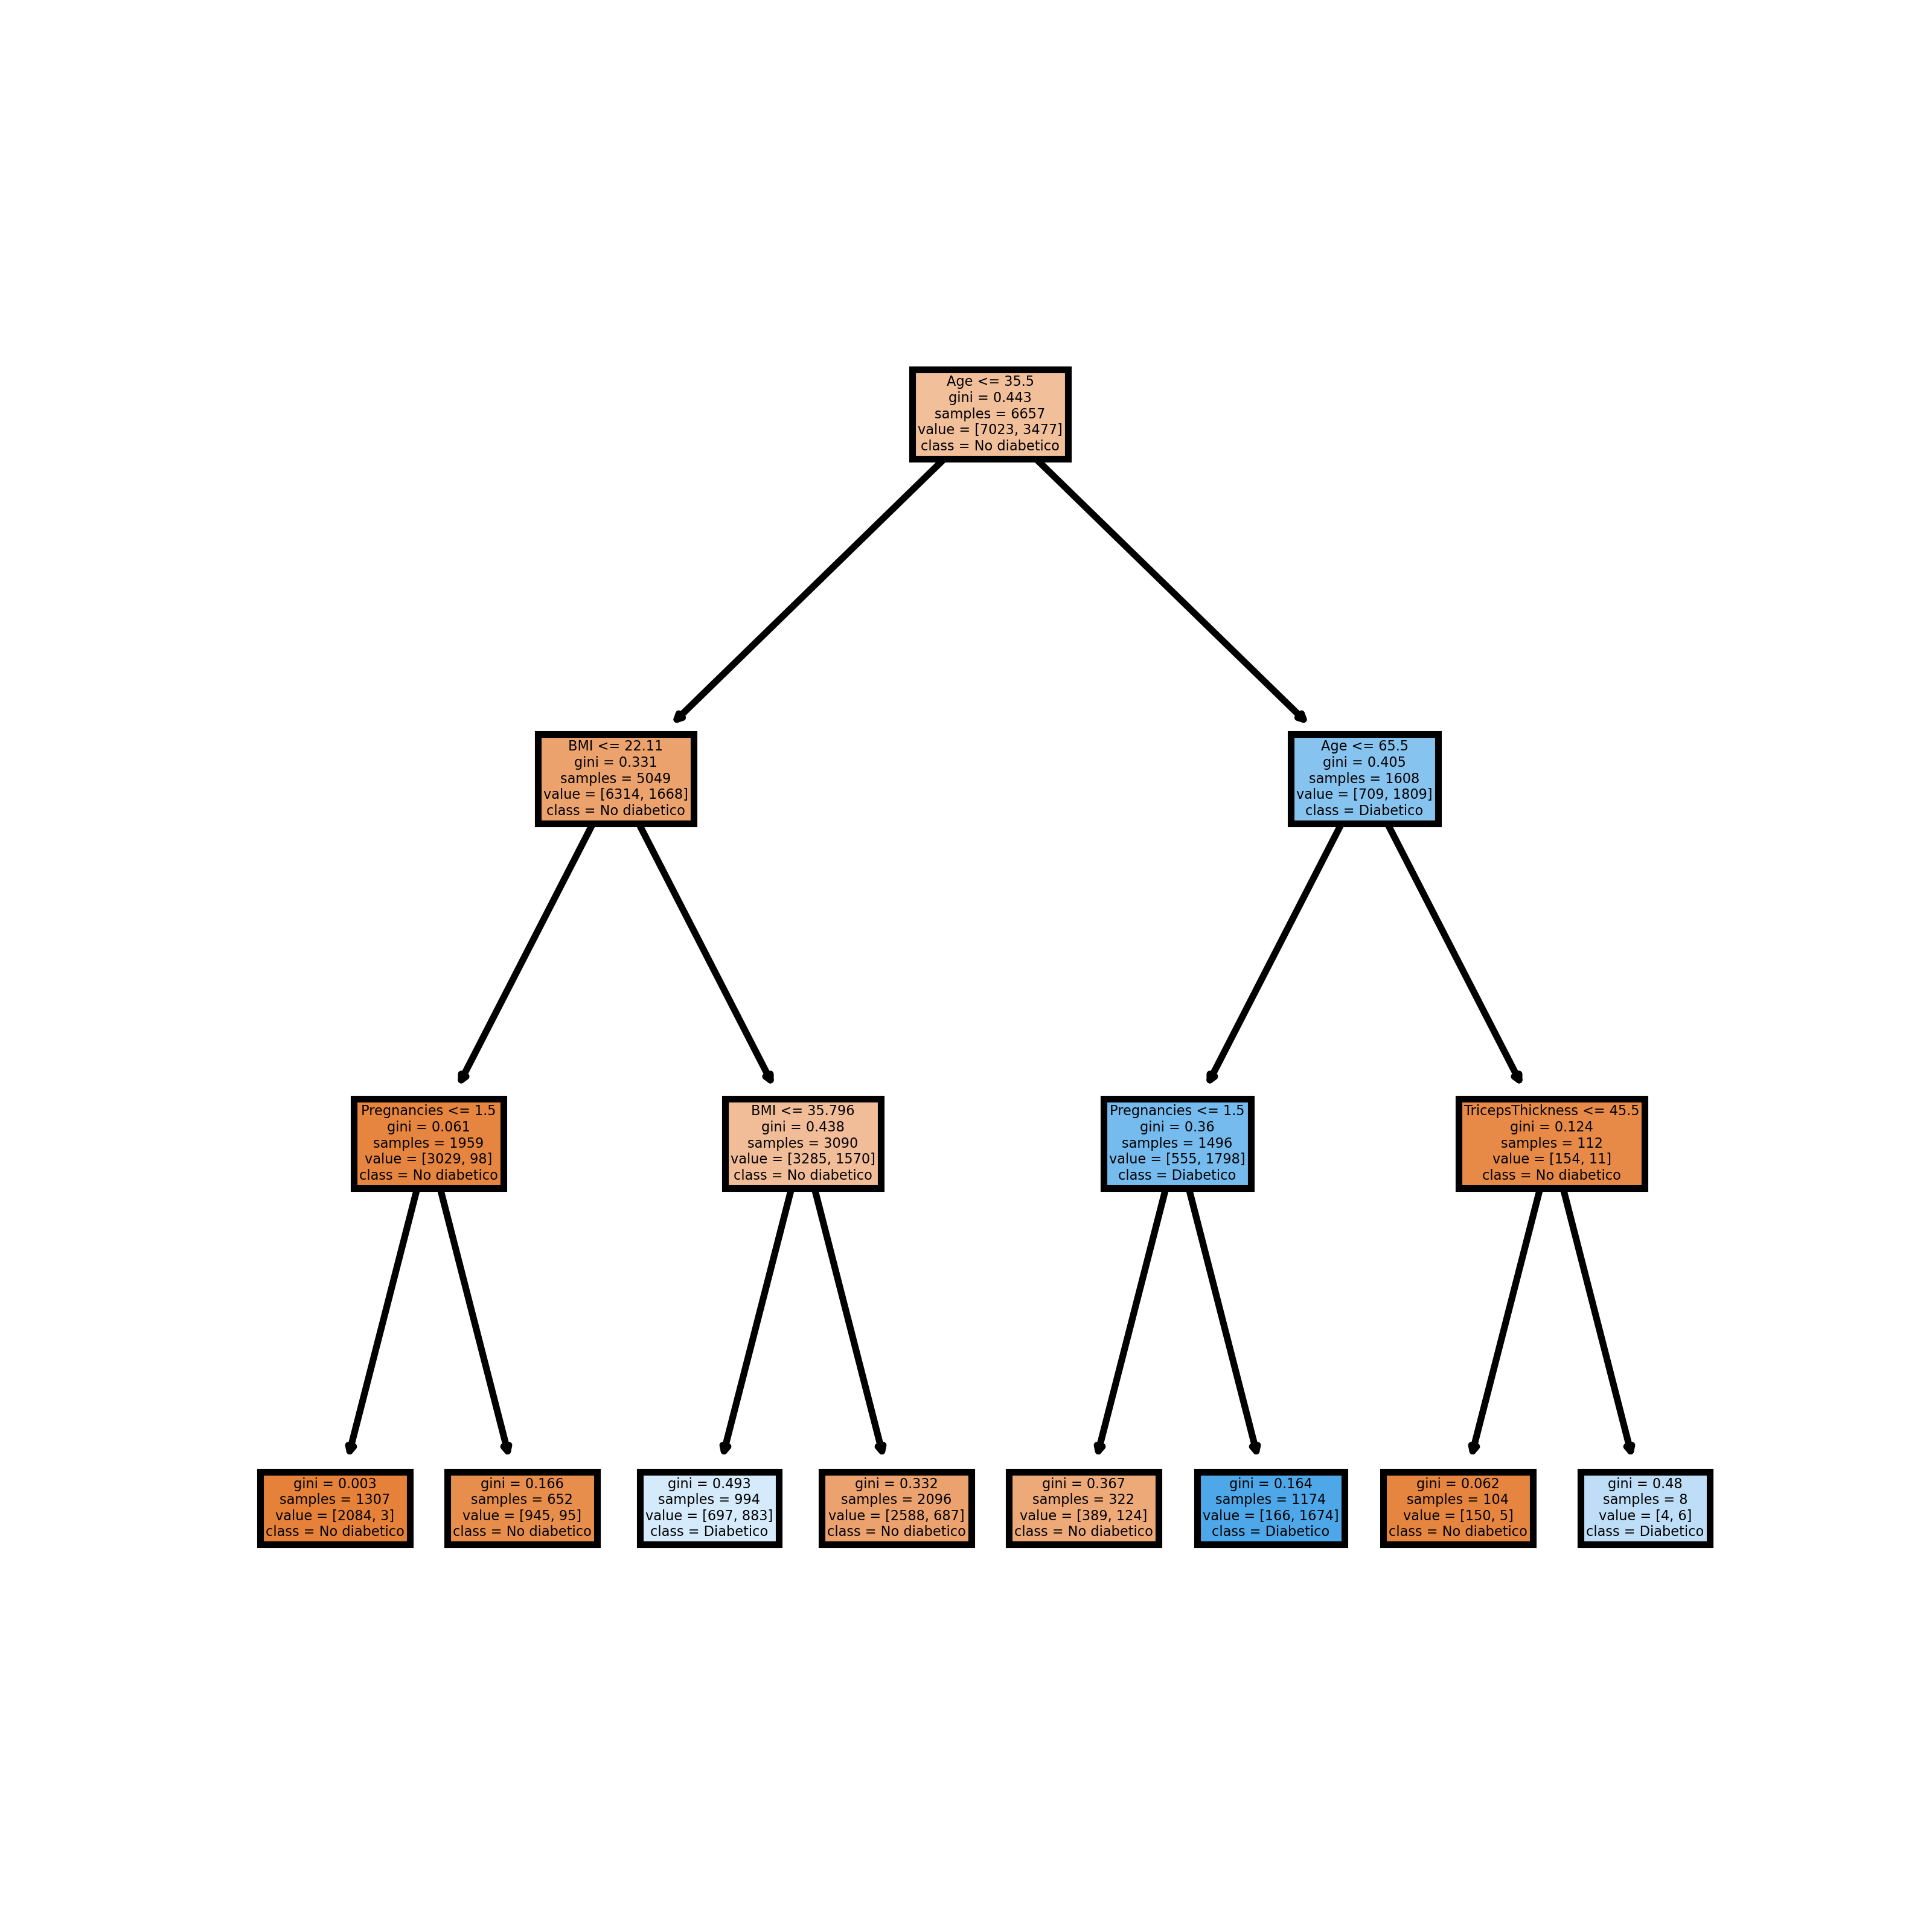 Age <= 35.5
gini = 0.443
samples = 6657
value = [7023, 3477]
class = No diabetico
BMI <= 22.11
gini = 0.331
samples = 5049
value = [6314, 1668]
class = No diabetico
Age <= 65.5
gini = 0.405
samples = 1608
value = [709, 1809]
class = Diabetico
Pregnancies <= 1.5
gini = 0.061
samples = 1959
value = [3029, 98]
class = No diabetico
BMI <= 35.796
gini = 0.438
samples = 3090
value = [3285, 1570]
class = No diabetico
Pregnancies <= 1.5
gini = 0.36
samples = 1496
value = [555, 1798]
class = Diabetico
TricepsThickness <= 45.5
gini = 0.124
samples = 112
value = [154, 11]
class = No diabetico
gini = 0.003
samples = 1307
value = [2084, 3]
class = No diabetico
gini = 0.166
samples = 652
value = [945, 95]
class = No diabetico
gini = 0.493
samples = 994
value = [697, 883]
class = Diabetico
gini = 0.332
samples = 2096
value = [2588, 687]
class = No diabetico
gini = 0.367
samples = 322
value = [389, 124]
class = No diabetico
gini = 0.164
samples = 1174
value = [166, 1674]
class = Diabetico
gini = 0.062
samples = 104
value = [150, 5]
class = No diabetico
gini = 0.48
samples = 8
value = [4, 6]
class = Diabetico